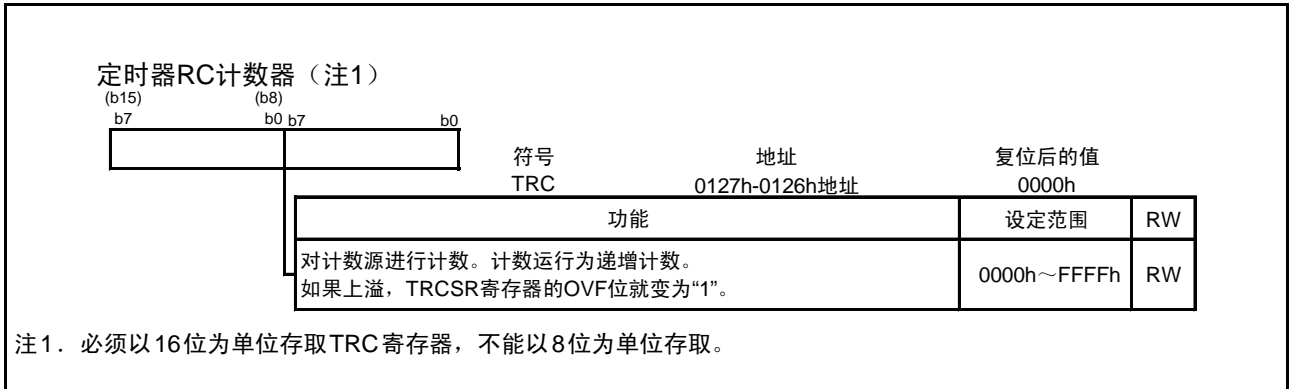 定时器RC计数器（注1）
(b15) (b8)
b7 b0 b7 b0
符号 地址 复位后的值
TRC 0127h-0126h地址 0000h
功能 设定范围 RW
对计数源进行计数。计数运行为递增计数。
如果上溢，TRCSR寄存器的OVF位就变为“1”。
0000h～FFFFh RW
注1．必须以16位为单位存取TRC寄存器，不能以8位为单位存取。